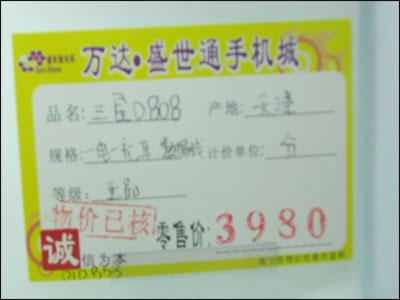 万达·盛世通手机城
品名: 三星D808 产地: 天津
规格: 一电一充耳数据线 计价单位: 台
等级: 正品
物价已核
零售价: 3980
诚信为本